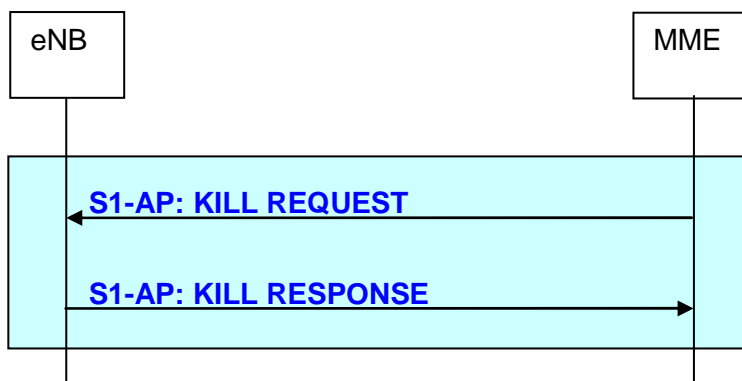 eNB
MME
S1-AP: KILL REQUEST
S1-AP: KILL RESPONSE